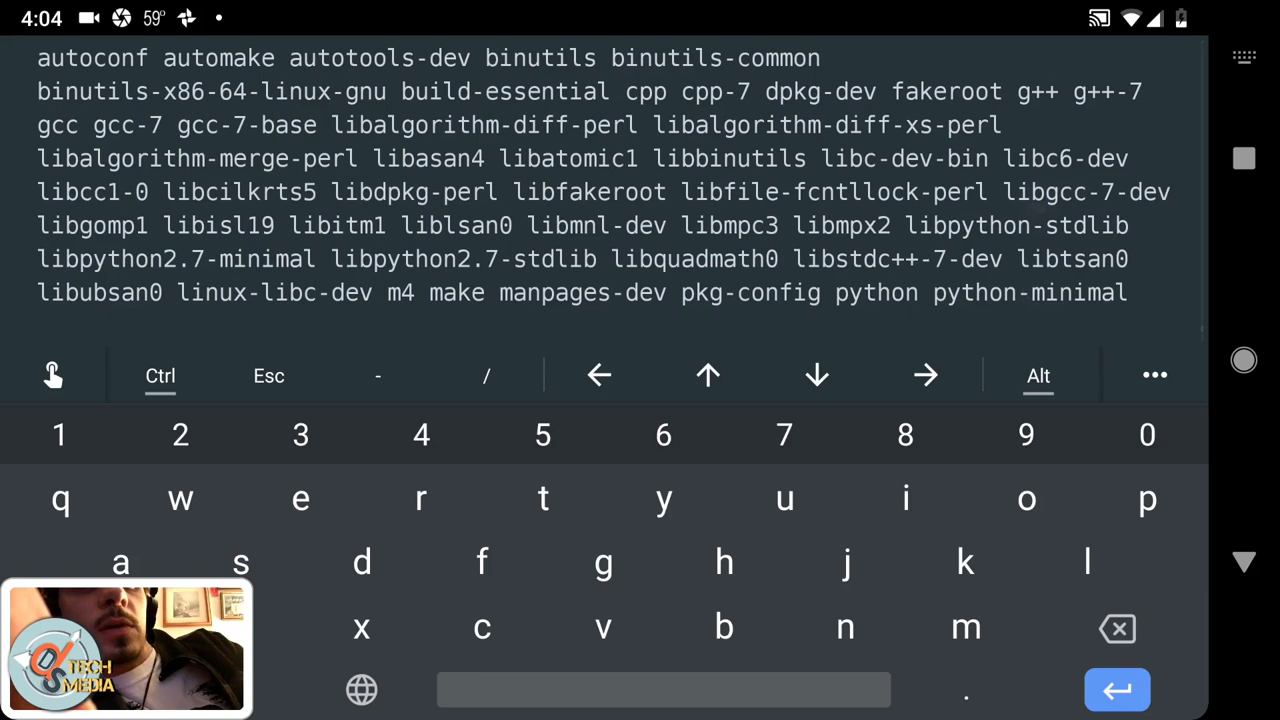 4:04 59°
autoconf automake autotools-dev binutils binutils-common
binutils-x86-64-linux-gnu build-essential cpp cpp-7 dpkg-dev fakeroot g++ g++-7
gcc gcc-7 gcc-7-base libalgorithm-diff-perl libalgorithm-diff-xs-perl
libalgorithm-merge-perl libasan4 libatomic1 libbinutils libc-dev-bin libc6-dev
libcc1-0 libcilkrts5 libdpkg-perl libfakeroot libfile-fcntllock-perl libgcc-7-dev
libgomp1 libisl19 libitm1 liblsan0 libmnl-dev libmpc3 libmpx2 libpython-stdlib
libpython2.7-minimal libpython2.7-stdlib libquadmath0 libstdc++-7-dev libtsan0
libubsan0 linux-libc-dev m4 make manpages-dev pkg-config python python-minimal
Ctrl Esc - / ← ↑ ↓ → Alt •••
1 2 3 4 5 6 7 8 9 0
q w e r t y u i o p
a s d f g h j k l
x c v b n m
.
DS TECH
MEDIA